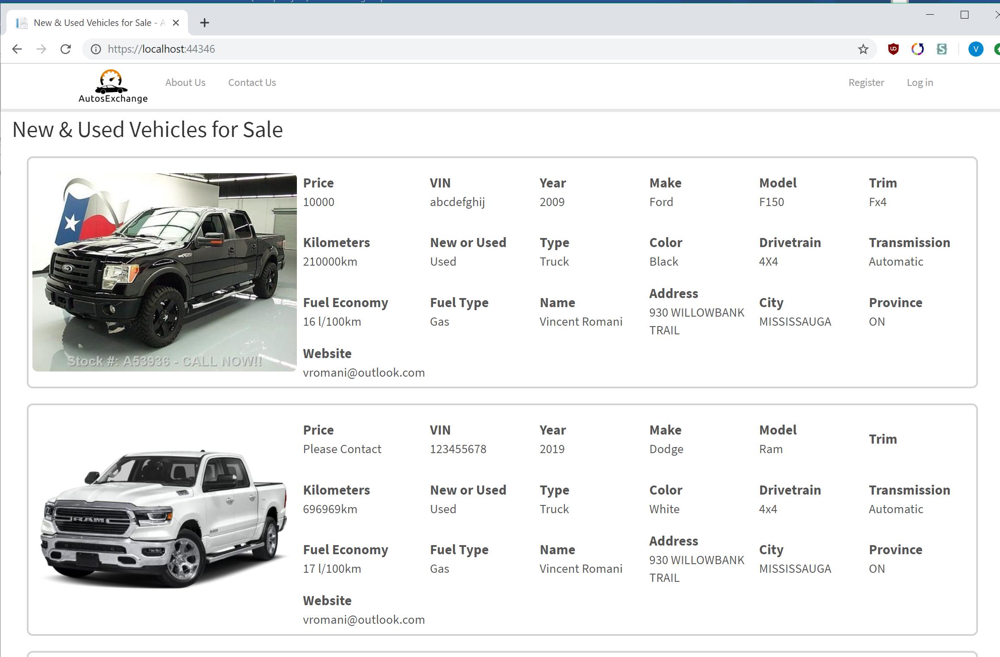 New & Used Vehicles for Sale - A
https://localhost:44346
V
AutosExchange
About Us
Contact Us
Register
Log in
New & Used Vehicles for Sale
Price
10000
VIN
abcdefghij
Year
2009
Make
Ford
Model
F150
Trim
Fx4
Kilometers
210000km
New or Used
Used
Type
Truck
Color
Black
Drivetrain
4X4
Transmission
Automatic
Fuel Economy
16 l/100km
Fuel Type
Gas
Name
Vincent Romani
Address
930 WILLOWBANK
TRAIL
City
MISSISSAUGA
Province
ON
Website
vromani@outlook.com
Ford
Stock #: A53936 - CALL NOW!!
Price
Please Contact
VIN
123455678
Year
2019
Make
Dodge
Model
Ram
Trim
Kilometers
696969km
New or Used
Used
Type
Truck
Color
White
Drivetrain
4x4
Transmission
Automatic
Fuel Economy
17 l/100km
Fuel Type
Gas
Name
Vincent Romani
Address
930 WILLOWBANK
TRAIL
City
MISSISSAUGA
Province
ON
Website
vromani@outlook.com
RAM